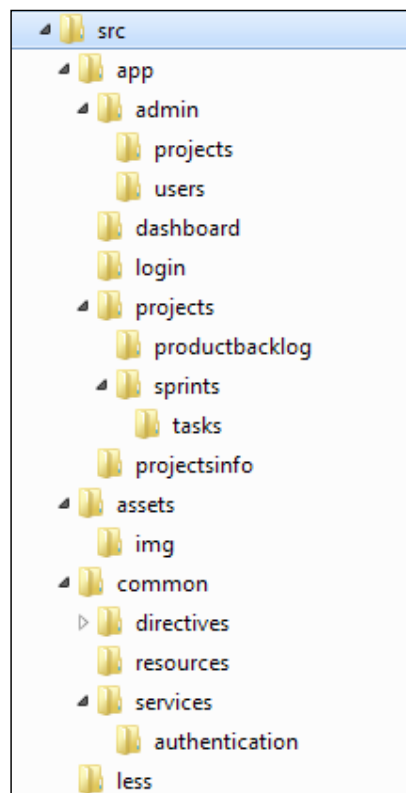 src
app
admin
projects
users
dashboard
login
projects
productbacklog
sprints
tasks
projectsinfo
assets
img
common
directives
resources
services
authentication
less